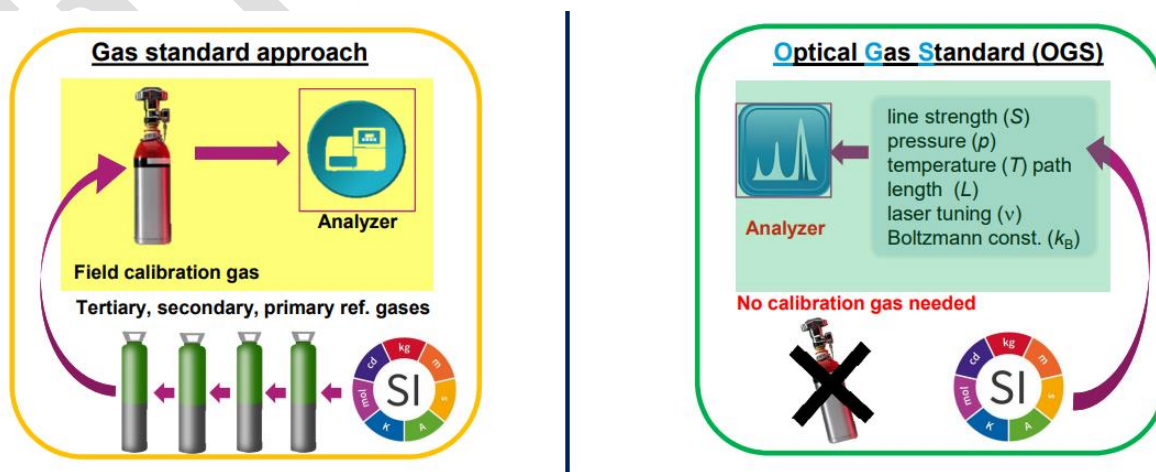 Gas standard approach
Analyzer
Field calibration gas
Tertiary, secondary, primary ref. gases
cd
kg
m
s
A
K
mol
SI
Optical Gas Standard (OGS)
line strength (S)
pressure (p)
temperature (T) path
length (L)
laser tuning (ν)
Boltzmann const. (kB)
Analyzer
No calibration gas needed
cd
kg
m
s
A
K
mol
SI